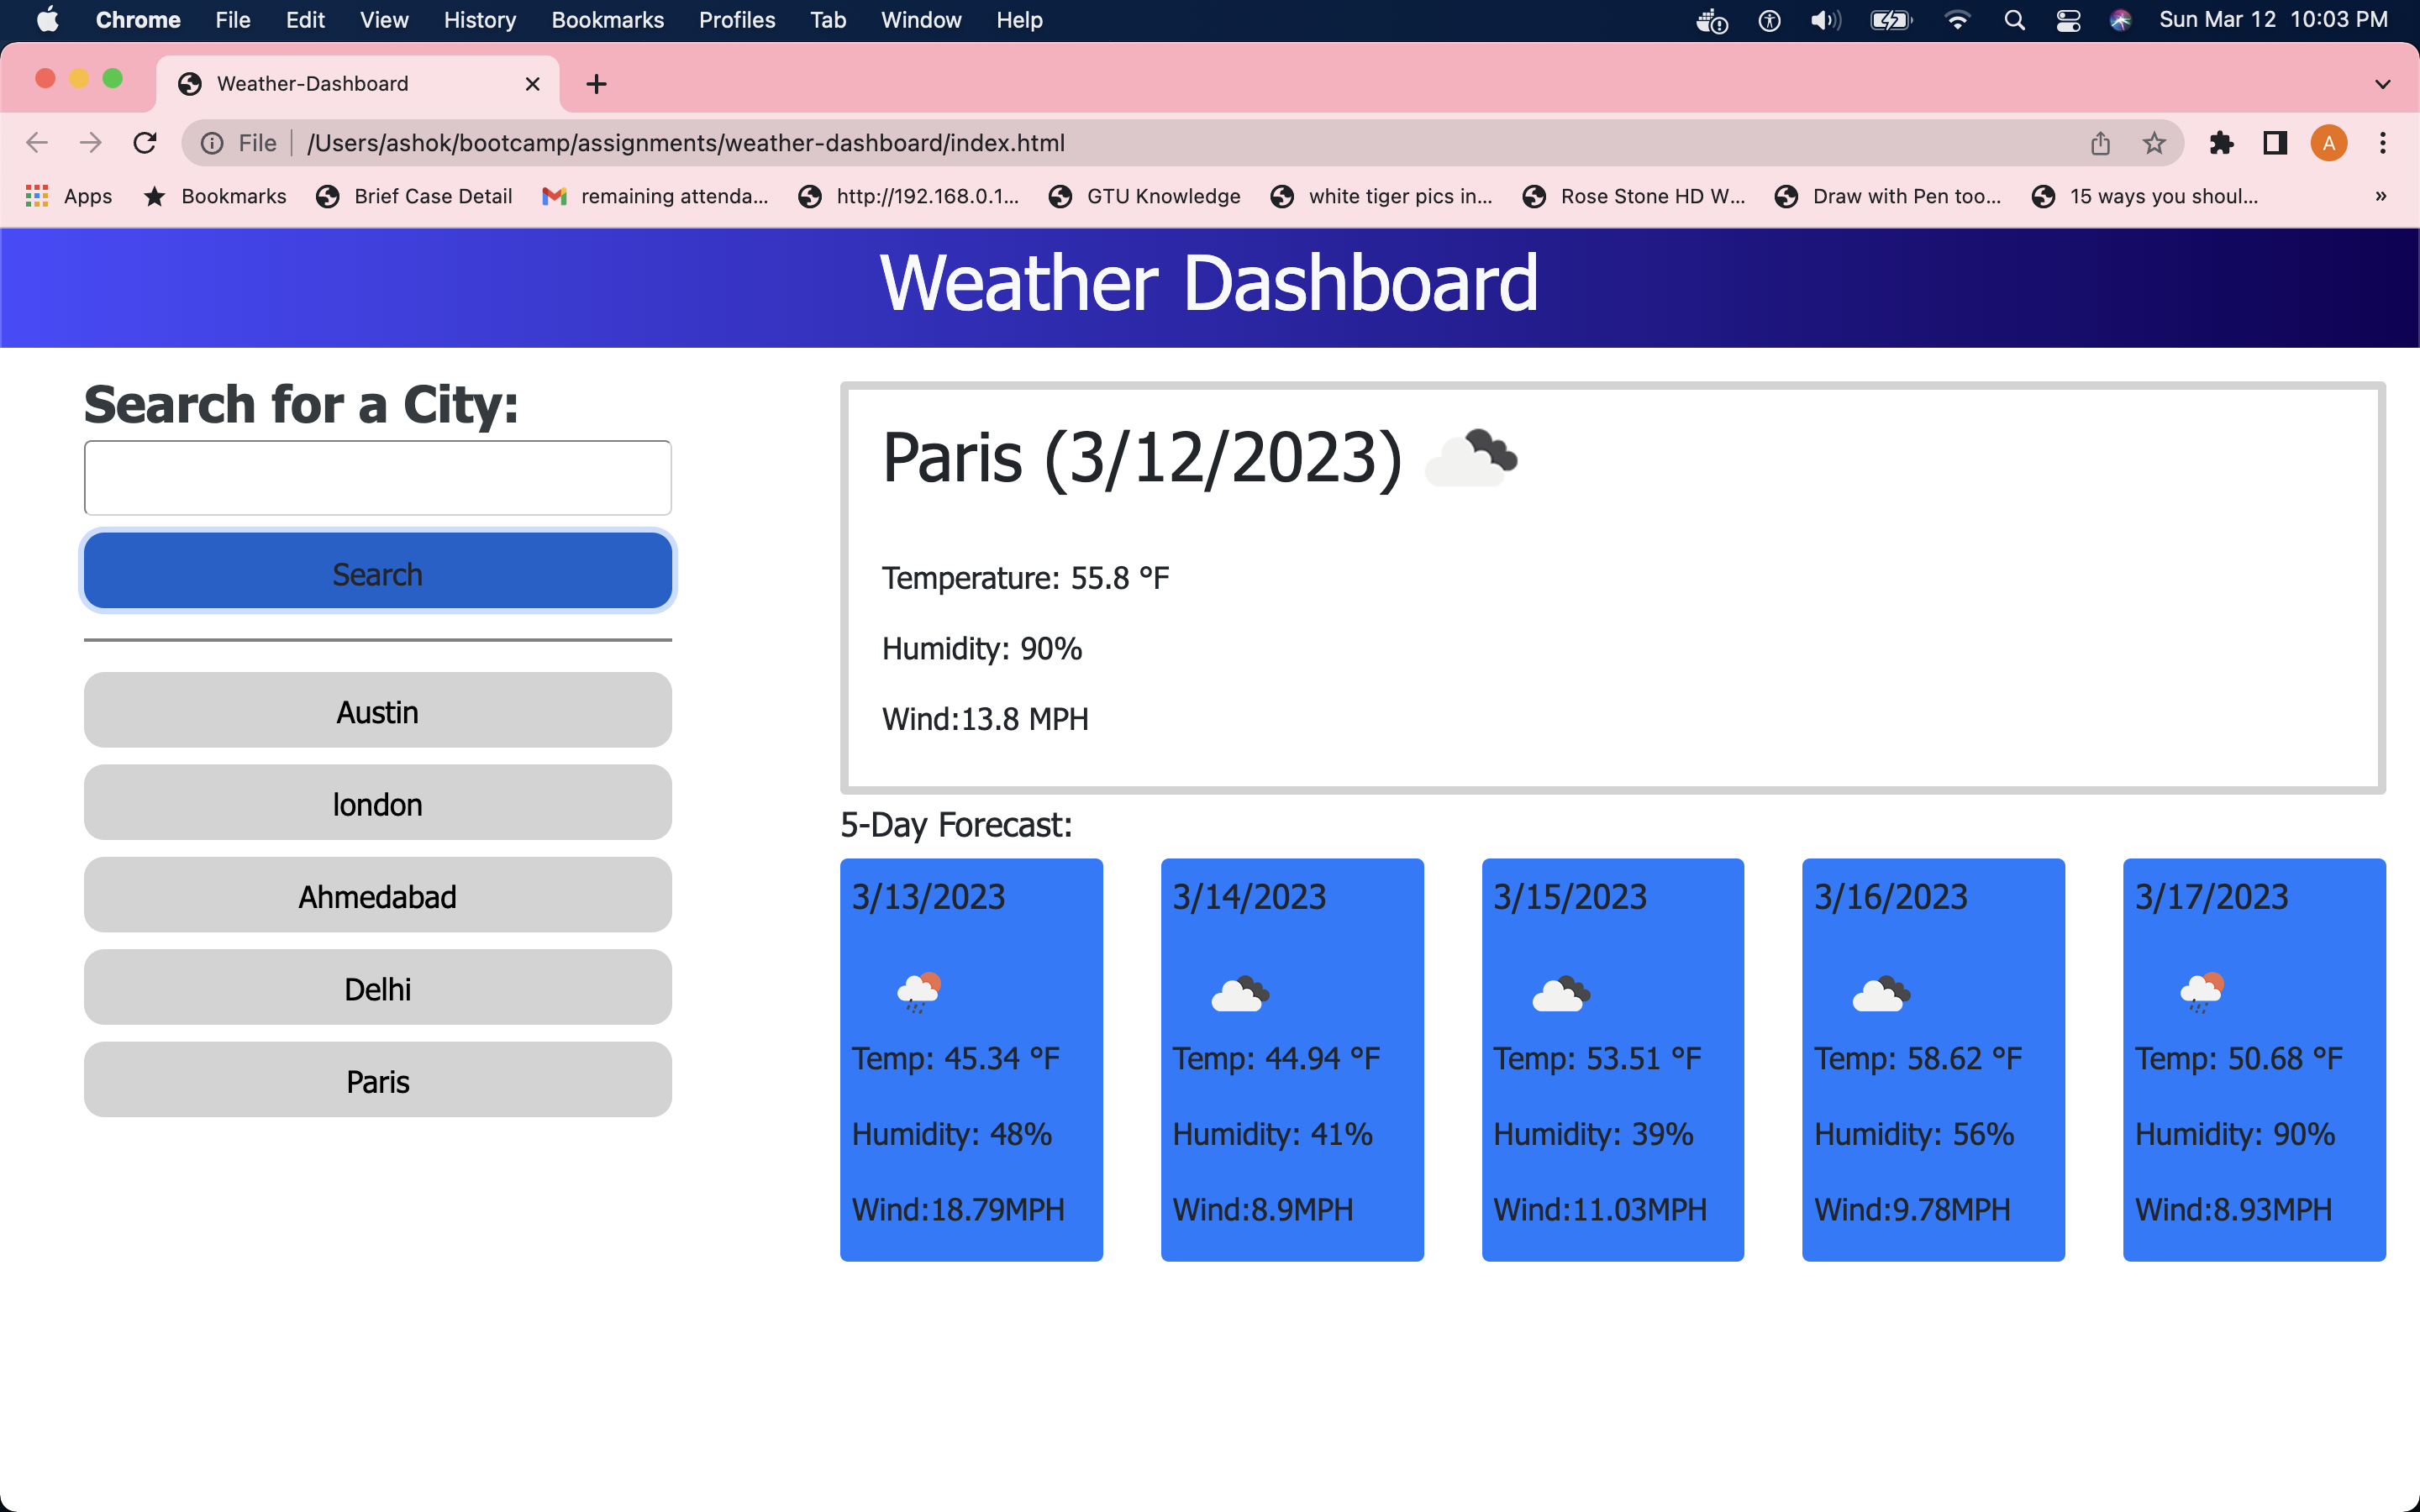 Chrome File Edit View History Bookmarks Profiles Tab Window Help Sun Mar 12 10:03 PM
Weather-Dashboard
File /Users/ashok/bootcamp/assignments/weather-dashboard/index.html A
Apps Bookmarks Brief Case Detail remaining attenda... http://192.168.0.1... GTU Knowledge white tiger pics in... Rose Stone HD W... Draw with Pen too... 15 ways you shoul... »
Weather Dashboard
Search for a City:
Search
Austin
london
Ahmedabad
Delhi
Paris
Paris (3/12/2023)
Temperature: 55.8 °F
Humidity: 90%
Wind:13.8 MPH
5-Day Forecast:
3/13/2023
Temp: 45.34 °F
Humidity: 48%
Wind:18.79MPH
3/14/2023
Temp: 44.94 °F
Humidity: 41%
Wind:8.9MPH
3/15/2023
Temp: 53.51 °F
Humidity: 39%
Wind:11.03MPH
3/16/2023
Temp: 58.62 °F
Humidity: 56%
Wind:9.78MPH
3/17/2023
Temp: 50.68 °F
Humidity: 90%
Wind:8.93MPH